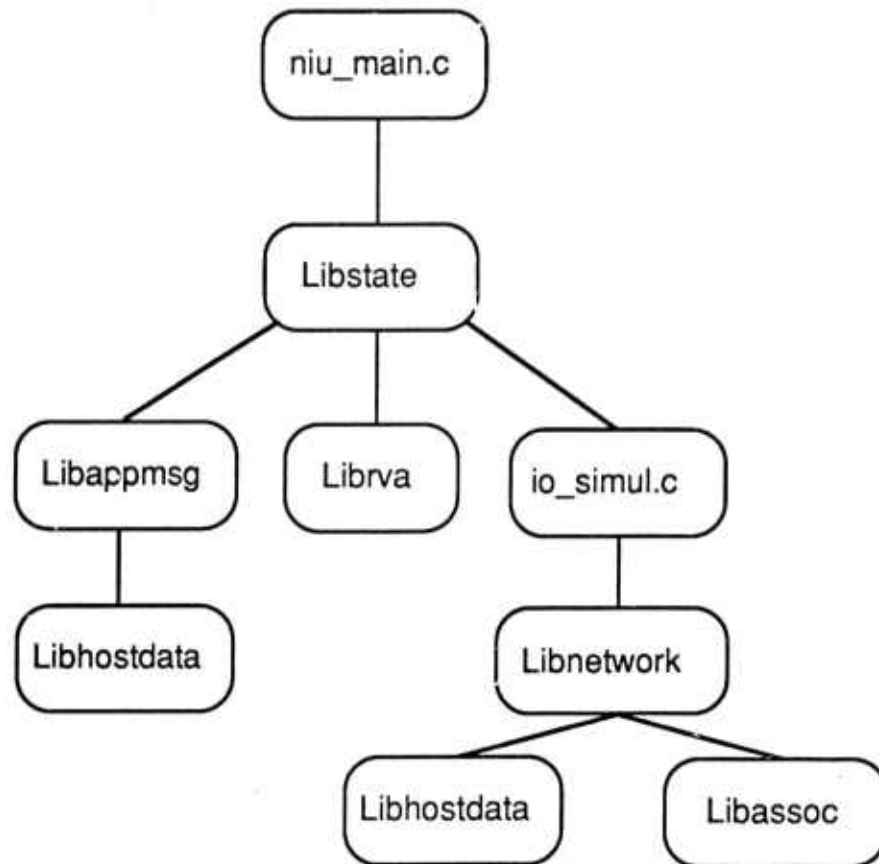 niu_main.c
Libstate
Libappmsg
Librva
io_simul.c
Libhostdata
Libnetwork
Libhostdata
Libassoc